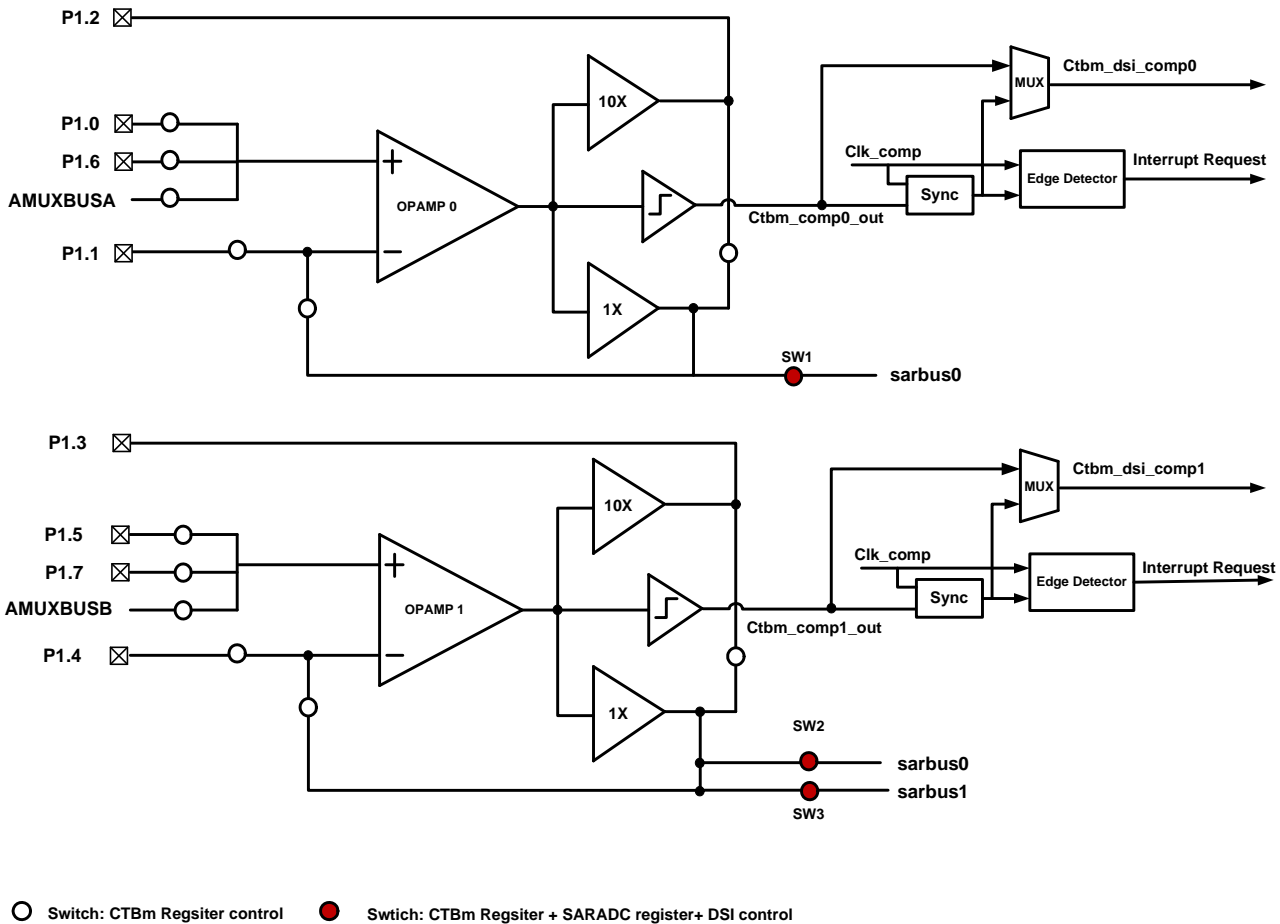 P1.2
10X
MUX
Ctbm_dsi_comp0
P1.0
P1.6
AMUXBUSA
+
OPAMP 0
Clk_comp
Sync
Edge Detector
Interrupt Request
Ctbm_comp0_out
P1.1
−
1X
SW1
sarbus0
P1.3
10X
MUX
Ctbm_dsi_comp1
P1.5
P1.7
AMUXBUSB
+
OPAMP 1
Clk_comp
Sync
Edge Detector
Interrupt Request
Ctbm_comp1_out
P1.4
−
1X
SW2
sarbus0
sarbus1
SW3
Switch: CTBm Regsiter control
Swtich: CTBm Regsiter + SARADC register+ DSI control